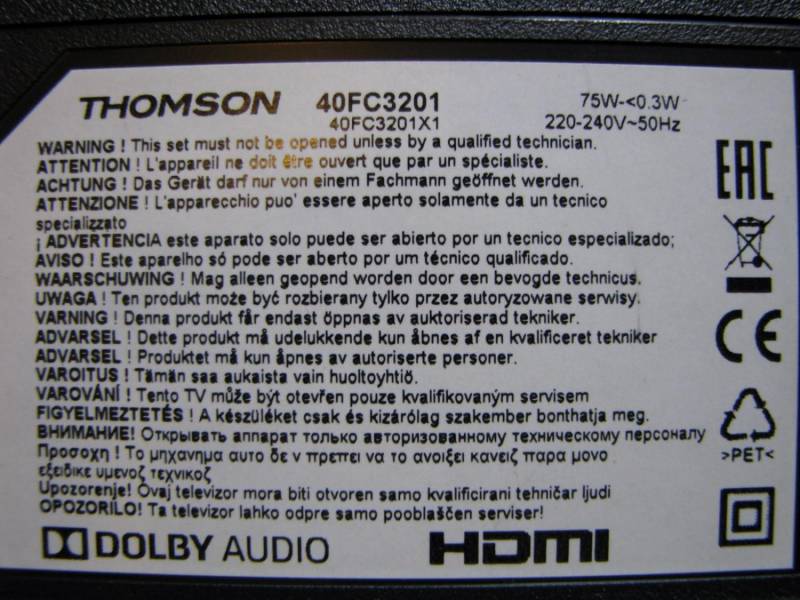 THOMSON 40FC3201 75W-<0.3W
40FC3201X1 220-240V~50Hz
WARNING ! This set must not be opened unless by a qualified technician.
ATTENTION ! L'appareil ne doit être ouvert que par un spécialiste.
ACHTUNG ! Das Gerät darf nur von einem Fachmann geöffnet werden.
ATTENZIONE ! L'apparecchio puo' essere aperto solamente da un tecnico
specializzato
¡ ADVERTENCIA este aparato solo puede ser abierto por un tecnico especializado;
AVISO ! Este aparelho só pode ser aberto por um técnico qualificado.
WAARSCHUWING ! Mag alleen geopend worden door een bevogde technicus.
UWAGA ! Ten produkt może być rozbierany tylko przez autoryzowane serwisy.
VARNING ! Denna produkt får endast öppnas av auktoriserad tekniker.
ADVARSEL ! Dette produkt må udelukkende kun åbnes af en kvalificeret tekniker
ADVARSEL ! Produktet må kun åpnes av autoriserte personer.
VAROITUS ! Tämän saa aukaista vain huoltoyhtiö.
VAROVÁNÍ ! Tento TV může být otevřen pouze kvalifikovaným servisem
FIGYELMEZTETÉS ! A készüléket csak és kizárólag szakember bonthatja meg.
ВНИМАНИЕ! Открывать аппарат только авторизованному техническому персоналу
Προσοχη ! Το μηχανημα αυτο δε ν πρεπει να το ανοιξει κανεiς παρα μονο
εξειδικε υμενος τεχνικος
Upozorenje! Ovaj televizor mora biti otvoren samo kvalificirani tehničar ljudi
OPOZORILO! Ta televizor lahko odpre samo pooblaščen serviser!
DOLBY AUDIO HDMI
EAC
CE
>PET<